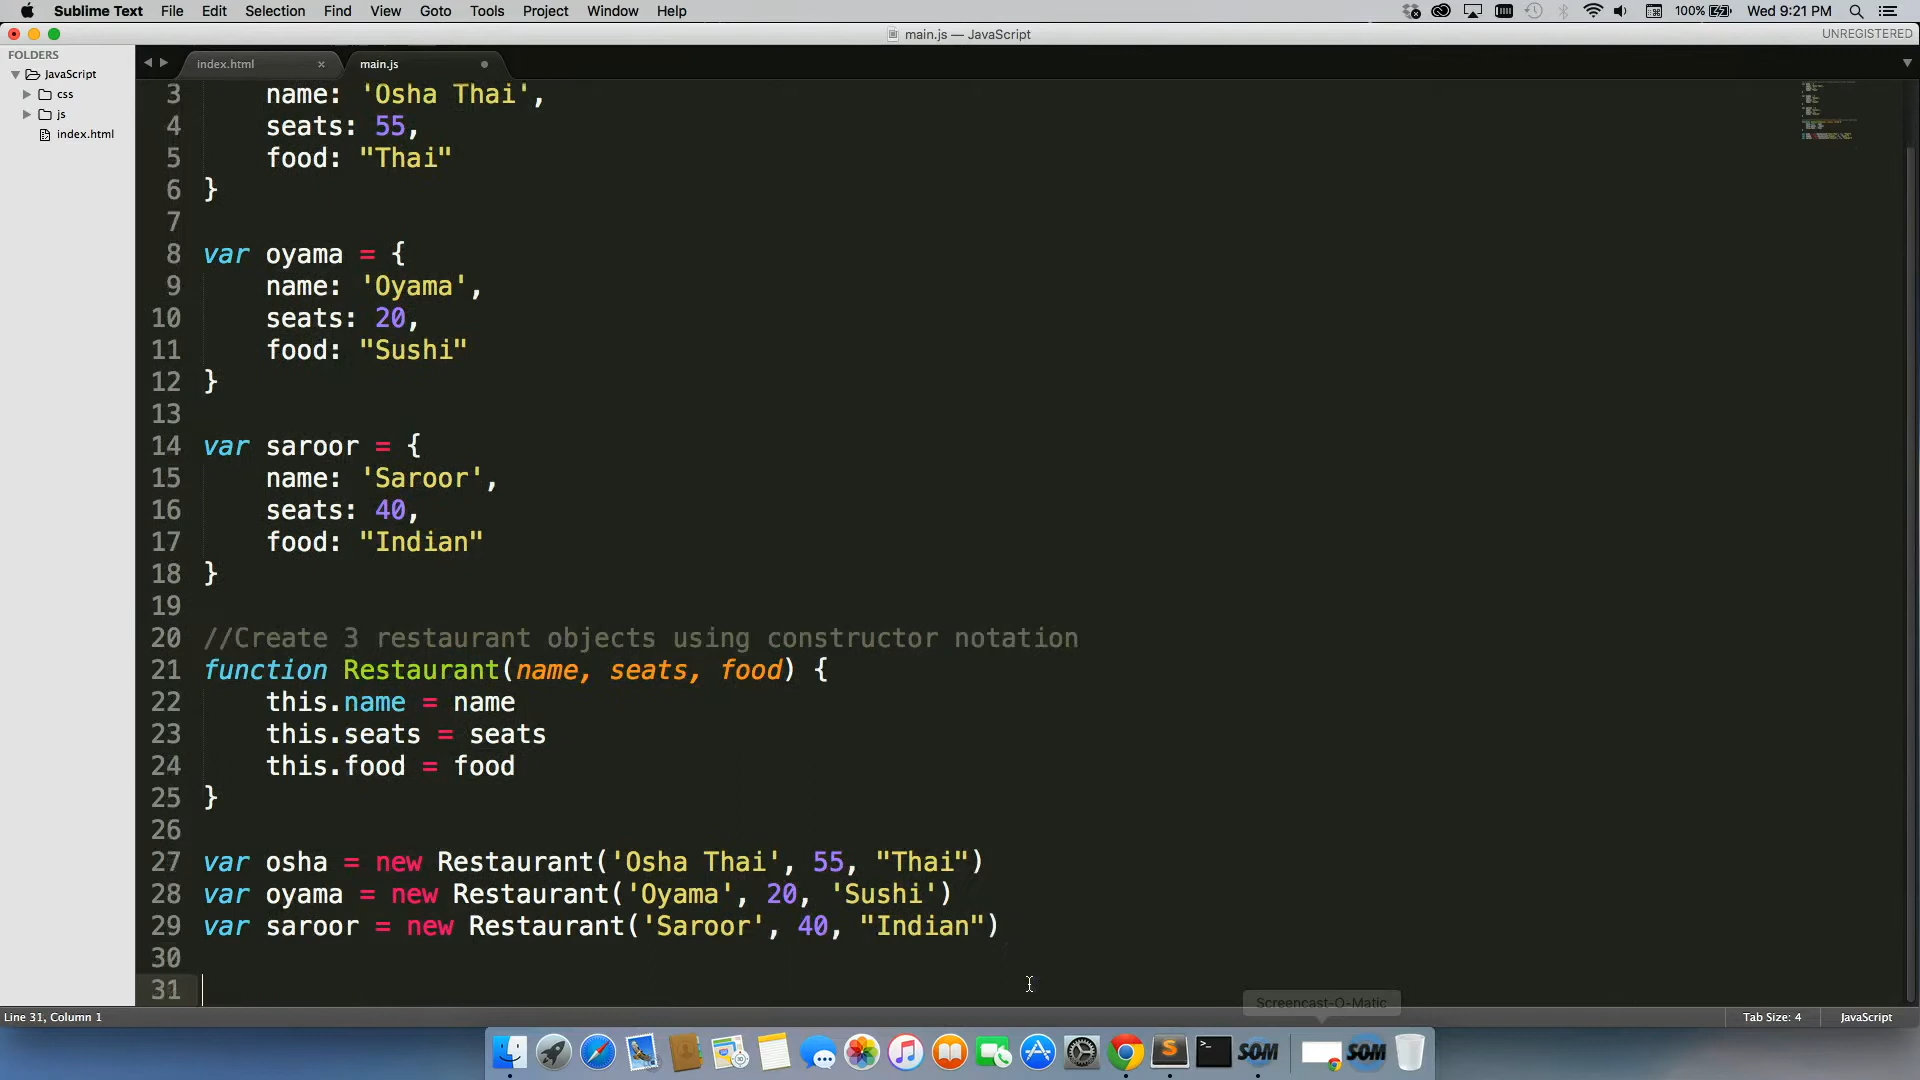 Sublime Text File Edit Selection Find View Goto Tools Project Window Help 100% Wed 9:21 PM
main.js — JavaScript UNREGISTERED
FOLDERS
JavaScript
css
js
index.html
index.html × main.js
3 name: 'Osha Thai',
4 seats: 55,
5 food: "Thai"
6 }
7
8 var oyama = {
9 name: 'Oyama',
10 seats: 20,
11 food: "Sushi"
12 }
13
14 var saroor = {
15 name: 'Saroor',
16 seats: 40,
17 food: "Indian"
18 }
19
20 //Create 3 restaurant objects using constructor notation
21 function Restaurant(name, seats, food) {
22 this.name = name
23 this.seats = seats
24 this.food = food
25 }
26
27 var osha = new Restaurant('Osha Thai', 55, "Thai")
28 var oyama = new Restaurant('Oyama', 20, 'Sushi')
29 var saroor = new Restaurant('Saroor', 40, "Indian")
30
31
Screencast-O-Matic
Line 31, Column 1 Tab Size: 4 JavaScript
S >_ SOM SOM